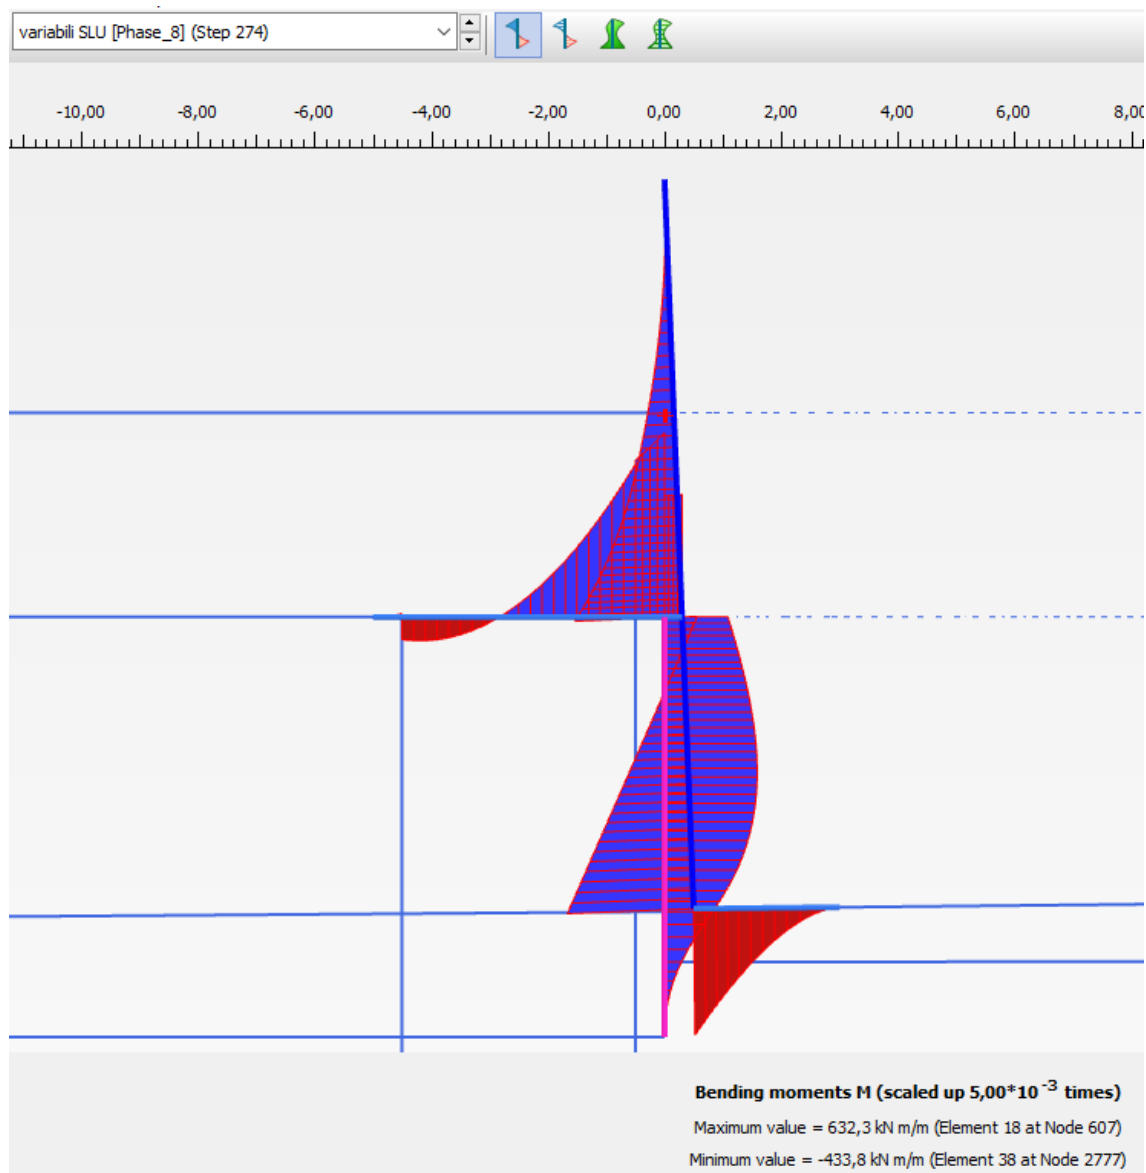 variabili SLU [Phase_8] (Step 274)
-10,00 -8,00 -6,00 -4,00 -2,00 0,00 2,00 4,00 6,00 8,00
Bending moments M (scaled up 5,00*10⁻³ times)
Maximum value = 632,3 kN m/m (Element 18 at Node 607)
Minimum value = -433,8 kN m/m (Element 38 at Node 2777)